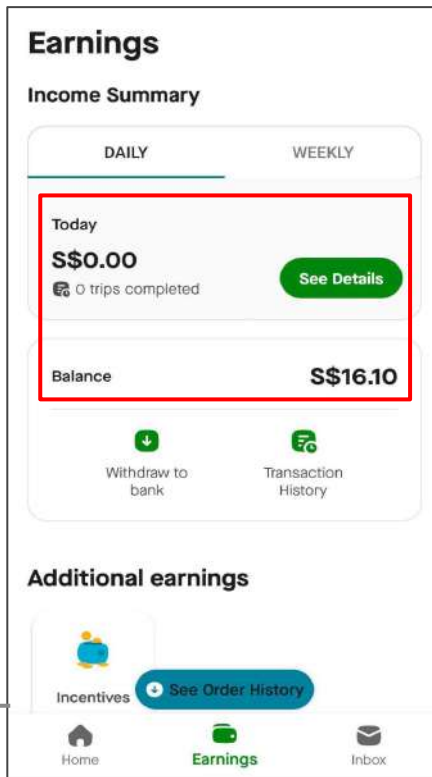 Earnings
Income Summary
DAILY WEEKLY
Today
S$0.00
0 trips completed
See Details
Balance S$16.10
Withdraw to
bank
Transaction
History
Additional earnings
Incentives
See Order History
Home Earnings Inbox